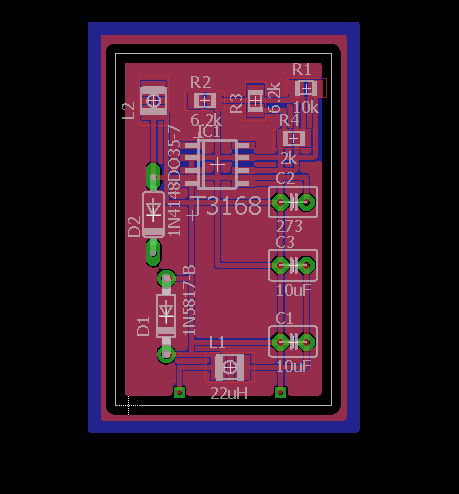 R1
R2
L2
R3
6.2k
10k
6.2k
R4
IC1
2k
1N4148DO35-7
C2
T3168
D2
273
C3
1N5817-B
10uF
D1
C1
L1
10uF
22uH